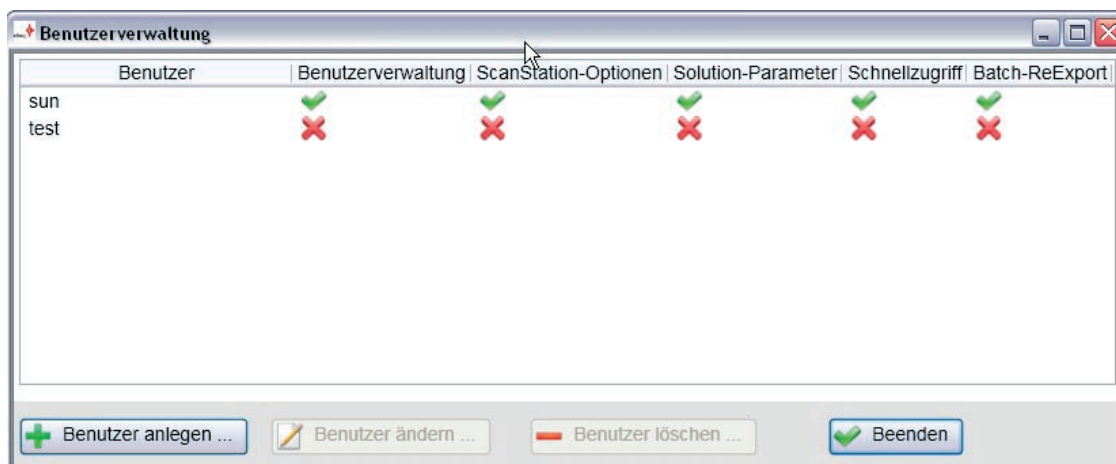 Benutzerverwaltung
Benutzer Benutzerverwaltung ScanStation-Optionen Solution-Parameter Schnellzugriff Batch-ReExport
sun
test
Benutzer anlegen ... Benutzer ändern ... Benutzer löschen ... Beenden